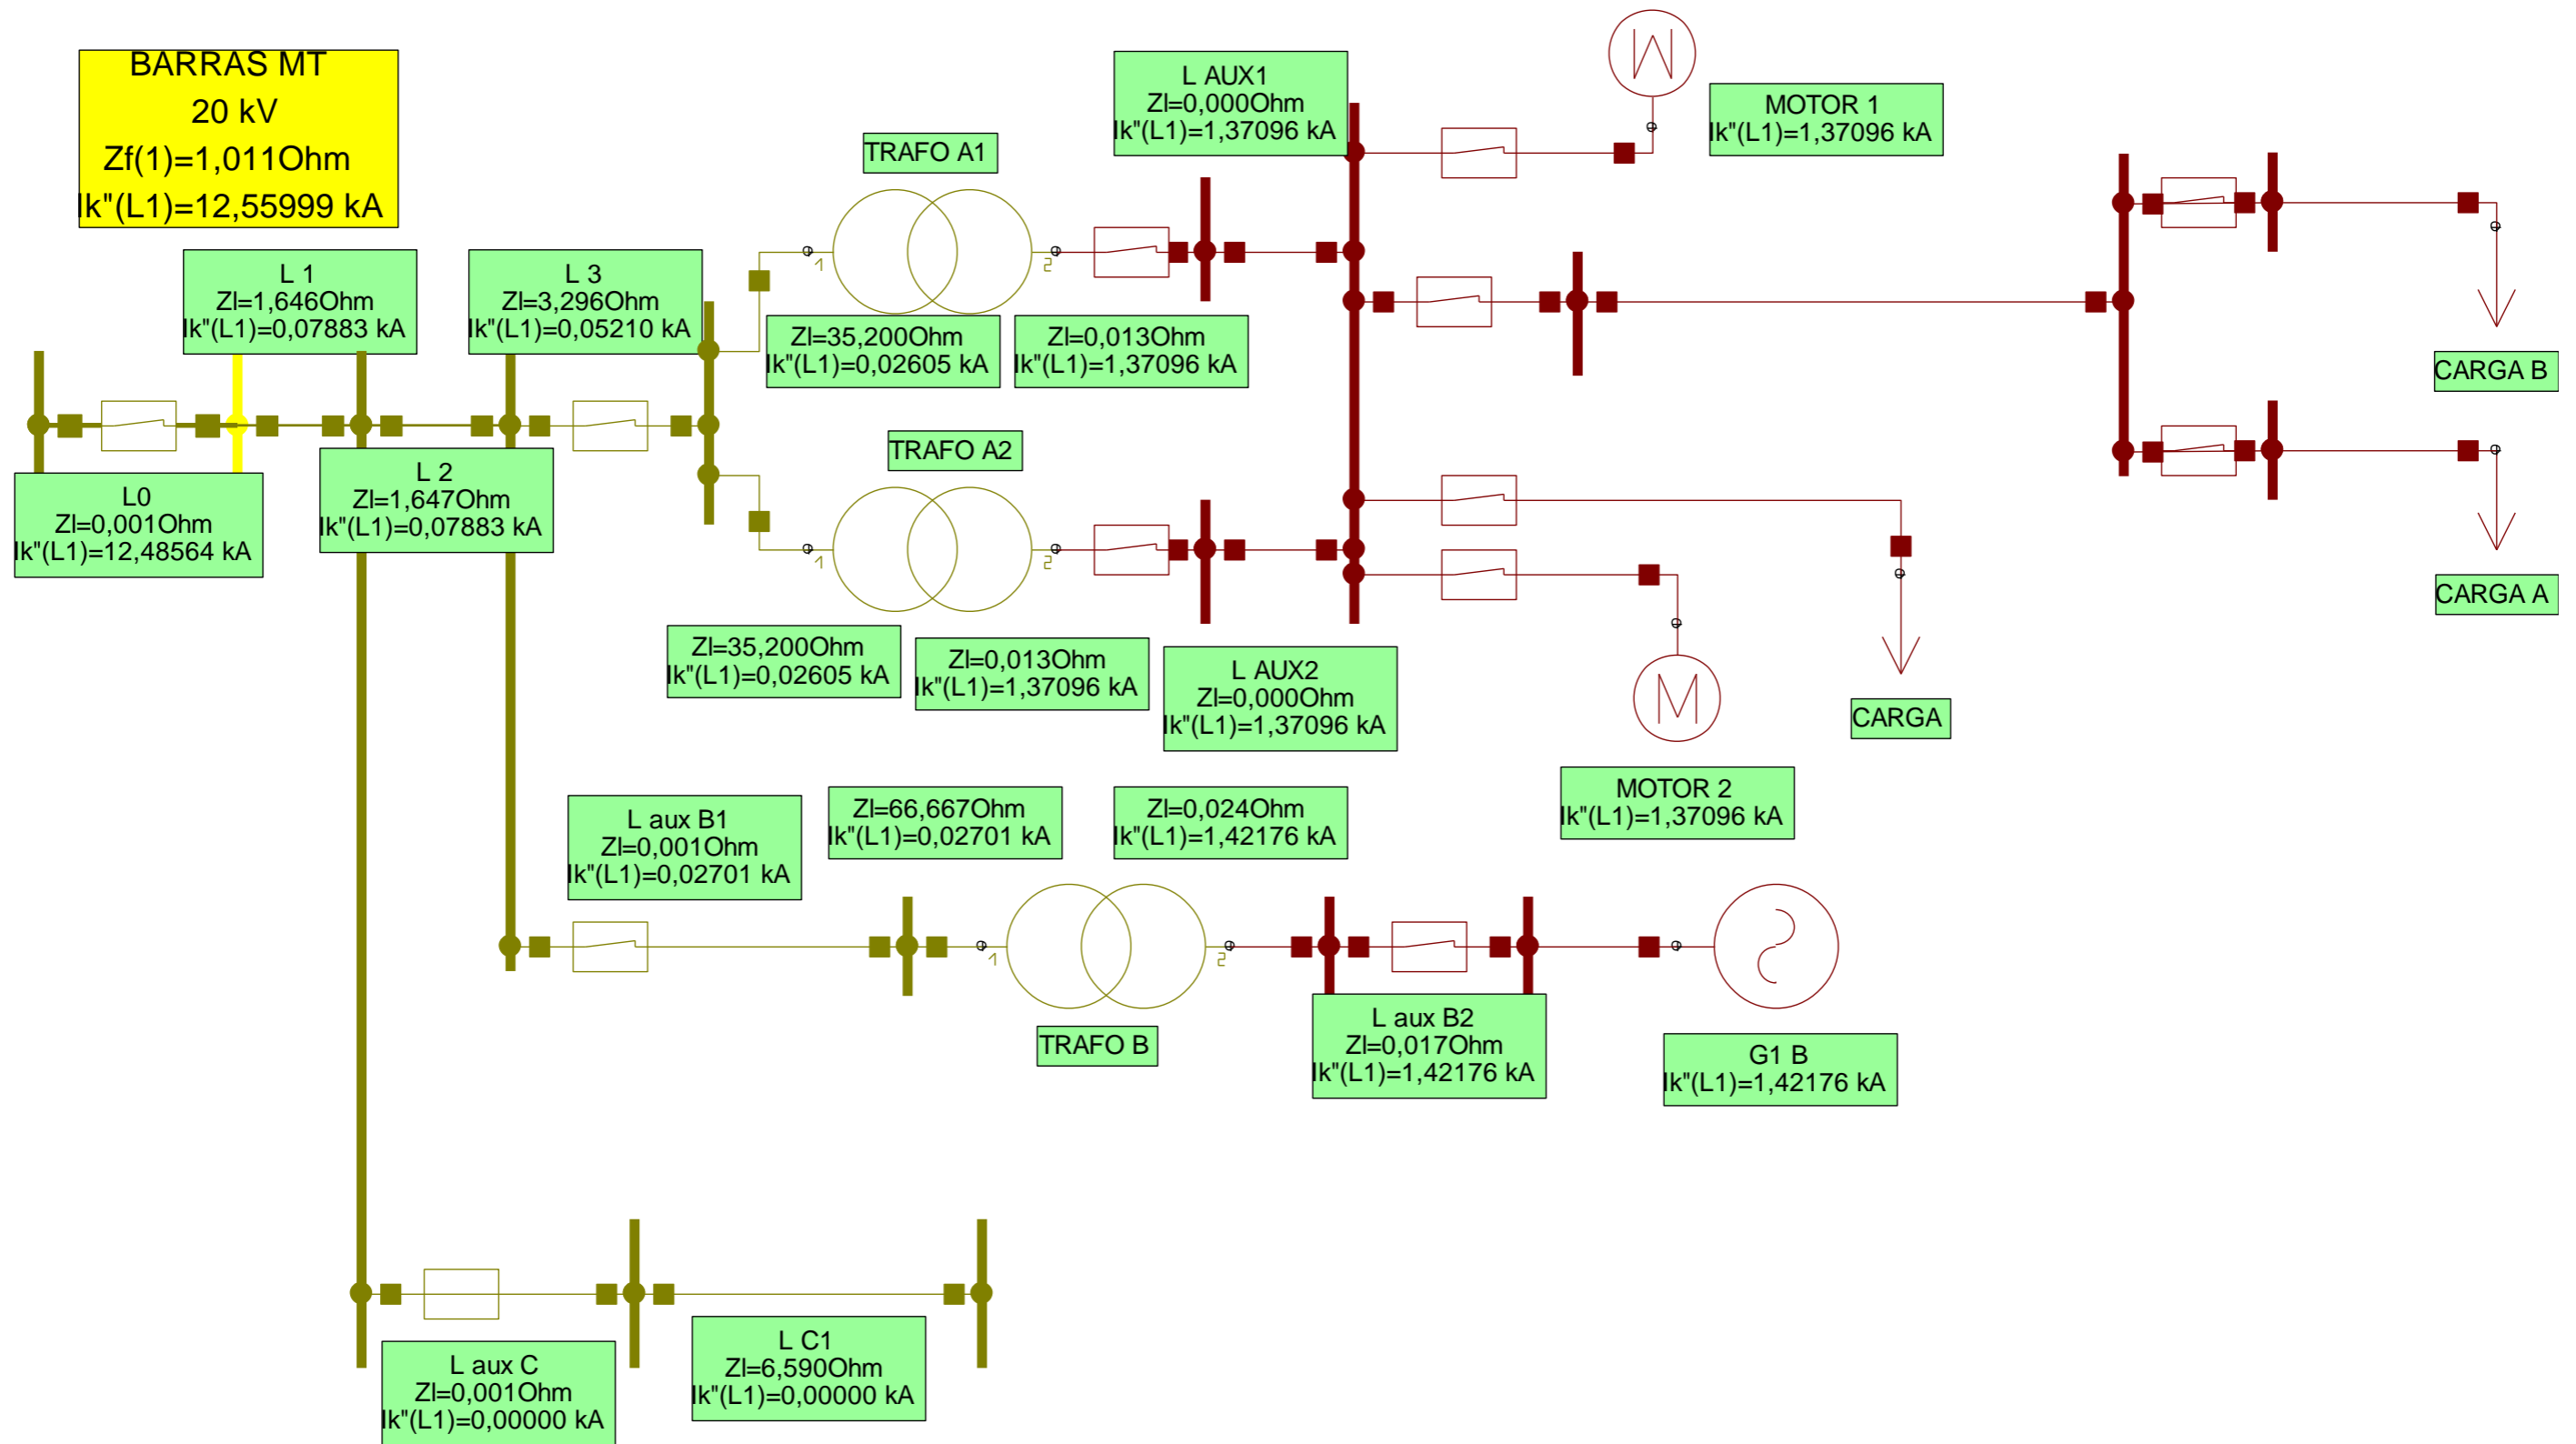 BARRAS MT
20 kV
Zf(1)=1,011Ohm
Ik"(L1)=12,55999 kA
L 1
Zl=1,646Ohm
Ik"(L1)=0,07883 kA
L 3
Zl=3,296Ohm
Ik"(L1)=0,05210 kA
L0
Zl=0,001Ohm
Ik"(L1)=12,48564 kA
L 2
Zl=1,647Ohm
Ik"(L1)=0,07883 kA
TRAFO A1
1
2
Zl=35,200Ohm
Ik"(L1)=0,02605 kA
Zl=0,013Ohm
Ik"(L1)=1,37096 kA
L AUX1
Zl=0,000Ohm
Ik"(L1)=1,37096 kA
M
MOTOR 1
Ik"(L1)=1,37096 kA
CARGA B
CARGA A
TRAFO A2
1
2
Zl=35,200Ohm
Ik"(L1)=0,02605 kA
Zl=0,013Ohm
Ik"(L1)=1,37096 kA
L AUX2
Zl=0,000Ohm
Ik"(L1)=1,37096 kA
M
MOTOR 2
Ik"(L1)=1,37096 kA
CARGA
L aux B1
Zl=0,001Ohm
Ik"(L1)=0,02701 kA
Zl=66,667Ohm
Ik"(L1)=0,02701 kA
Zl=0,024Ohm
Ik"(L1)=1,42176 kA
1
2
TRAFO B
L aux B2
Zl=0,017Ohm
Ik"(L1)=1,42176 kA
G1 B
Ik"(L1)=1,42176 kA
L aux C
Zl=0,001Ohm
Ik"(L1)=0,00000 kA
L C1
Zl=6,590Ohm
Ik"(L1)=0,00000 kA